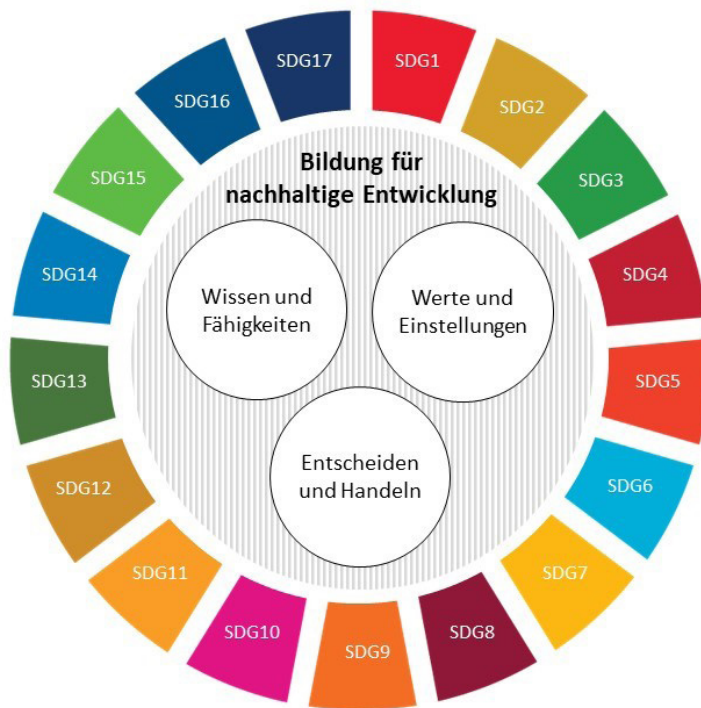 SDG17
SDG1
SDG16
SDG2
SDG15
SDG3
SDG14
SDG4
SDG13
SDG5
SDG12
SDG6
SDG11
SDG7
SDG10
SDG8
SDG9
Bildung für
nachhaltige Entwicklung
Wissen und
Fähigkeiten
Werte und
Einstellungen
Entscheiden
und Handeln